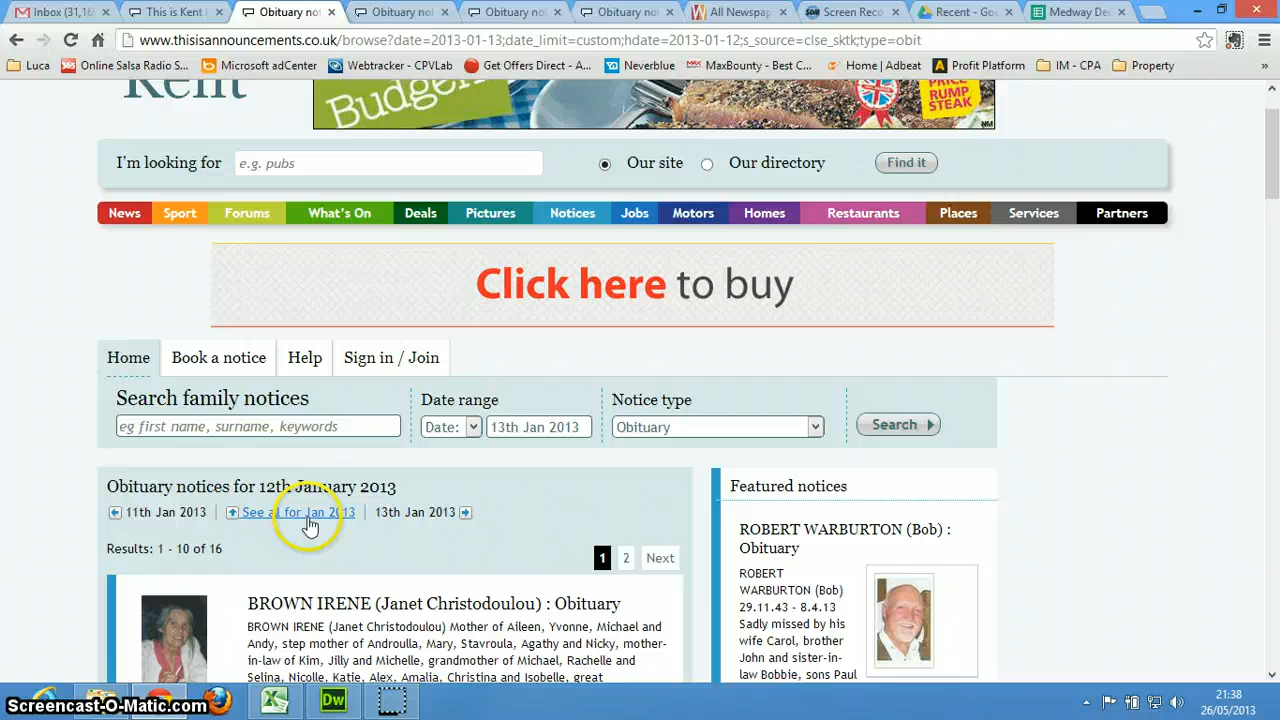 Inbox (31,16
This is Kent |
Obituary not
Obituary not
Obituary not
Obituary not
All Newspap
Screen Reco
Recent - Goo
Medway De
www.thisisannouncements.co.uk/browse?date=2013-01-13;date_limit=custom;hdate=2013-01-12;s_source=clse_sktk;type=obit
Luca
Online Salsa Radio S...
Microsoft adCenter
Webtracker - CPVLab
Get Offers Direct - A...
Neverblue
MaxBounty - Best C...
Home | Adbeat
Profit Platform
IM - CPA
Property
»
Kent
Budgen
PRICE
RUMP
STEAK
NM
I'm looking for
e.g. pubs
Our site
Our directory
Find it
News
Sport
Forums
What's On
Deals
Pictures
Notices
Jobs
Motors
Homes
Restaurants
Places
Services
Partners
Click here to buy
Home
Book a notice
Help
Sign in / Join
Search family notices
Date range
Notice type
eg first name, surname, keywords
Date:
13th Jan 2013
Obituary
Search
Obituary notices for 12th January 2013
11th Jan 2013 | See all for Jan 2013 | 13th Jan 2013
Results: 1 - 10 of 16
1 2 Next
BROWN IRENE (Janet Christodoulou) : Obituary
BROWN IRENE (Janet Christodoulou) Mother of Aileen, Yvonne, Michael and
Andy, step mother of Androulla, Mary, Stavroula, Agathy and Nicky, mother-
in-law of Kim, Jilly and Michelle, grandmother of Michael, Rachelle and
Selina, Nicolle, Katie, Alex, Amalia, Christina and Isobelle, great
Featured notices
ROBERT WARBURTON (Bob) :
Obituary
ROBERT
WARBURTON (Bob)
29.11.43 - 8.4.13
Sadly missed by his
wife Carol, brother
John and sister-in-
law Bobbie, sons Paul
Screencast-O-Matic.com
Dw
21:38
26/05/2013